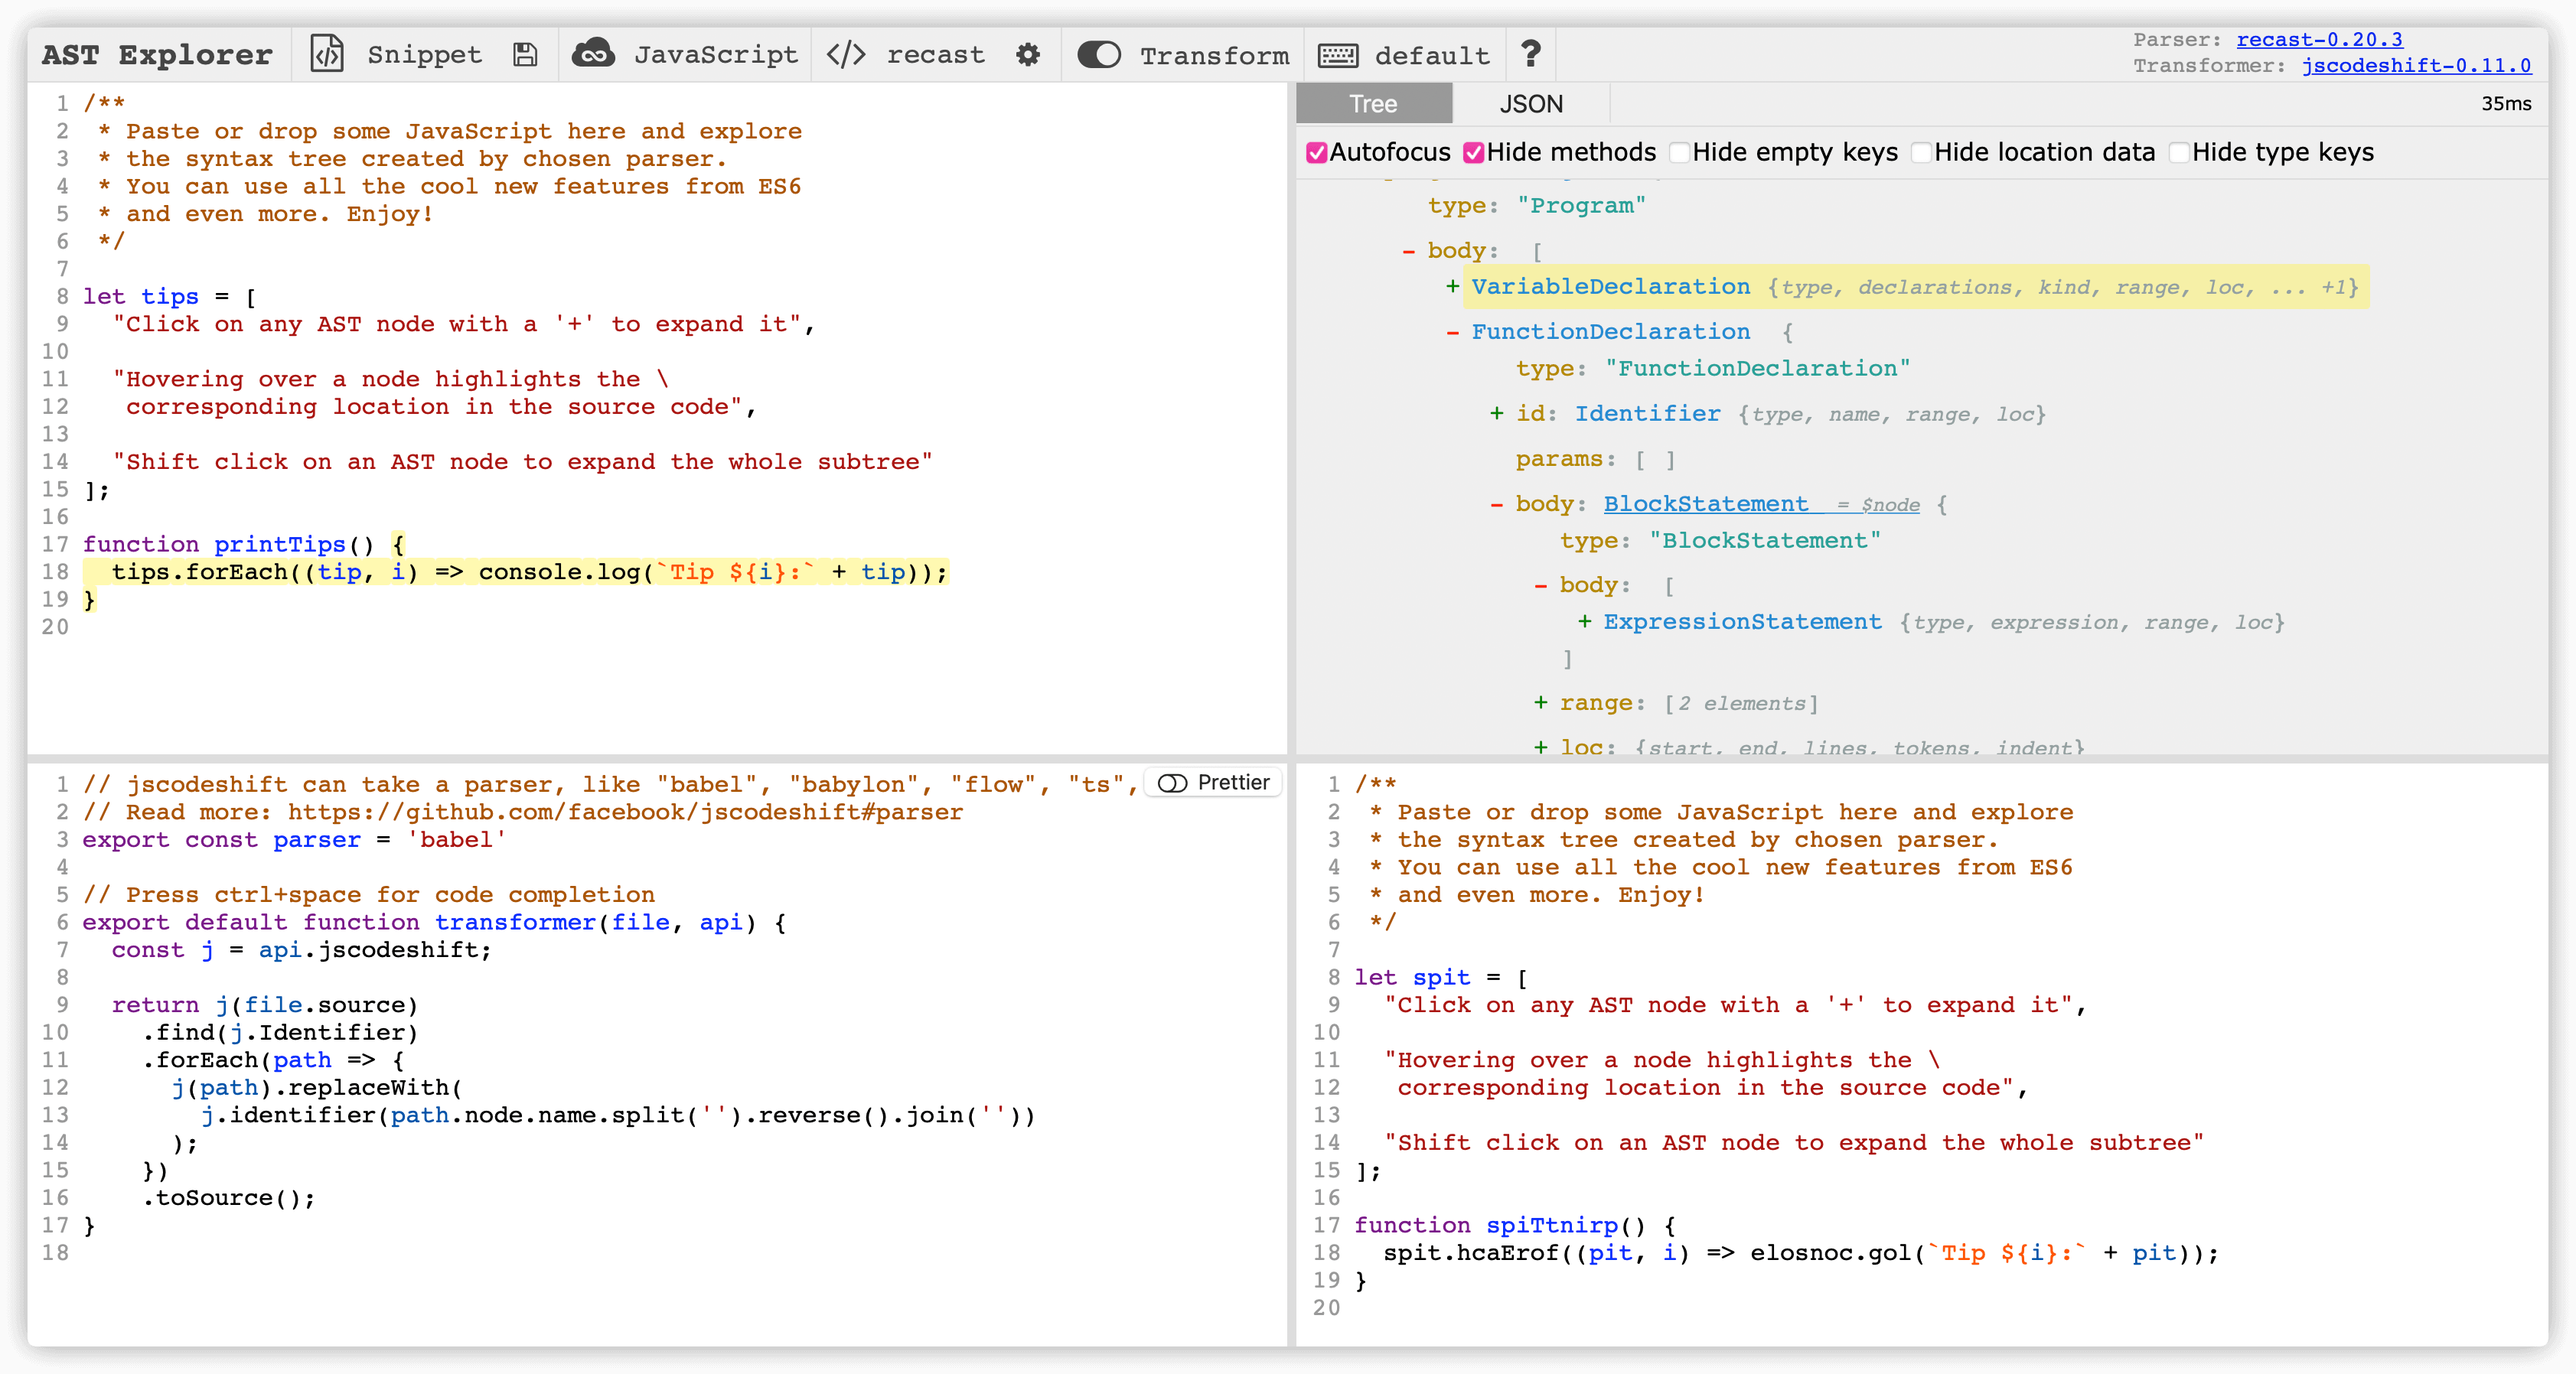 AST Explorer Snippet JavaScript </> recast Transform default ?
Parser: recast-0.20.3
Transformer: jscodeshift-0.11.0
1 /**
2  * Paste or drop some JavaScript here and explore
3  * the syntax tree created by chosen parser.
4  * You can use all the cool new features from ES6
5  * and even more. Enjoy!
6  */
7
8 let tips = [
9   "Click on any AST node with a '+' to expand it",
10
11   "Hovering over a node highlights the \
12    corresponding location in the source code",
13
14   "Shift click on an AST node to expand the whole subtree"
15 ];
16
17 function printTips() {
18   tips.forEach((tip, i) => console.log(`Tip ${i}:` + tip));
19 }
20
Tree JSON 35ms
Autofocus Hide methods Hide empty keys Hide location data Hide type keys
type: "Program"
- body: [
+ VariableDeclaration {type, declarations, kind, range, loc, ... +1}
- FunctionDeclaration {
type: "FunctionDeclaration"
+ id: Identifier {type, name, range, loc}
params: [ ]
- body: BlockStatement = $node {
type: "BlockStatement"
- body: [
+ ExpressionStatement {type, expression, range, loc}
]
+ range: [2 elements]
+ loc: {start, end, lines, tokens, indent}
1 // jscodeshift can take a parser, like "babel", "babylon", "flow", "ts", Prettier
2 // Read more: https://github.com/facebook/jscodeshift#parser
3 export const parser = 'babel'
4
5 // Press ctrl+space for code completion
6 export default function transformer(file, api) {
7   const j = api.jscodeshift;
8
9   return j(file.source)
10     .find(j.Identifier)
11     .forEach(path => {
12       j(path).replaceWith(
13         j.identifier(path.node.name.split('').reverse().join(''))
14       );
15     })
16     .toSource();
17 }
18
1 /**
2  * Paste or drop some JavaScript here and explore
3  * the syntax tree created by chosen parser.
4  * You can use all the cool new features from ES6
5  * and even more. Enjoy!
6  */
7
8 let spit = [
9   "Click on any AST node with a '+' to expand it",
10
11   "Hovering over a node highlights the \
12    corresponding location in the source code",
13
14   "Shift click on an AST node to expand the whole subtree"
15 ];
16
17 function spiTtnirp() {
18   spit.hcaErof((pit, i) => elosnoc.gol(`Tip ${i}:` + pit));
19 }
20